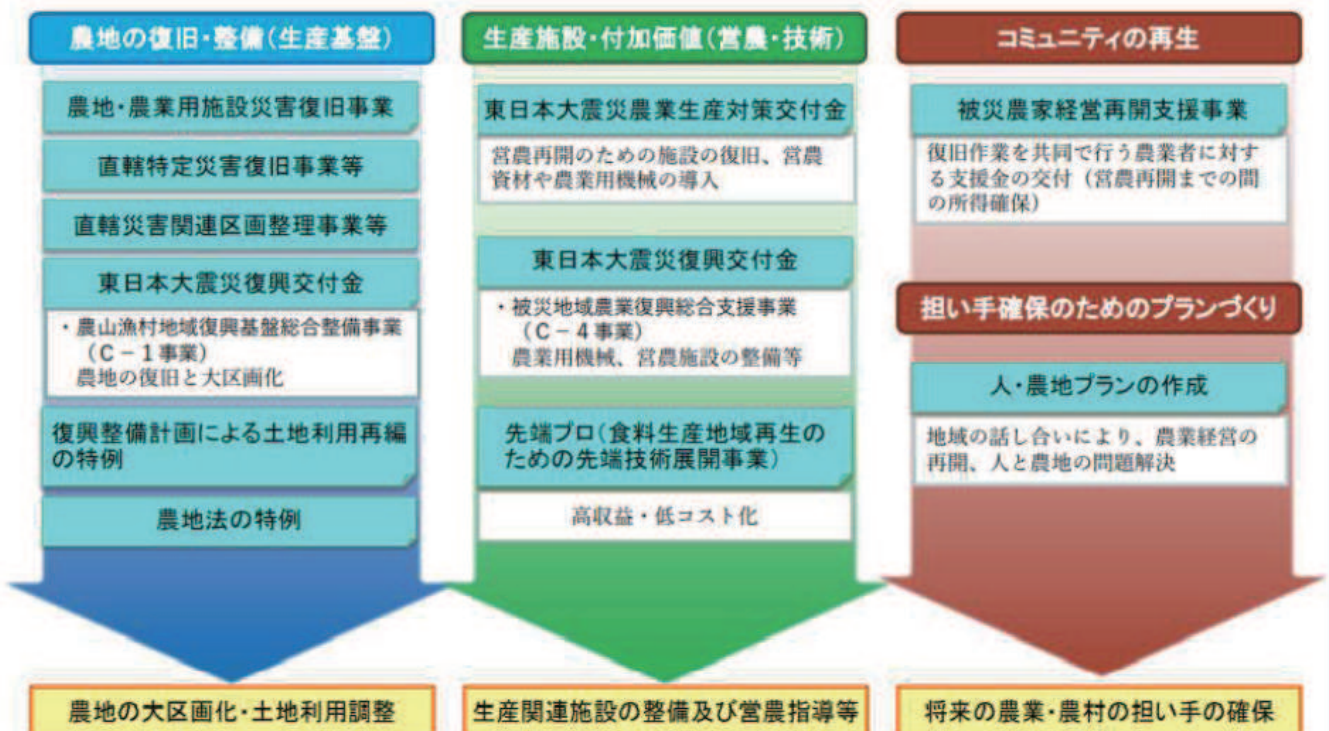 農地の復旧・整備(生産基盤)
農地・農業用施設災害復旧事業
直轄特定災害復旧事業等
直轄災害関連区画整理事業等
東日本大震災復興交付金
・農山漁村地域復興基盤総合整備事業
(C－1事業)
農地の復旧と大区画化
復興整備計画による土地利用再編
の特例
農地法の特例
農地の大区画化・土地利用調整
生産施設・付加価値(営農・技術)
東日本大震災農業生産対策交付金
営農再開のための施設の復旧、営農
資材や農業用機械の導入
東日本大震災復興交付金
・被災地域農業復興総合支援事業
(C－4事業)
農業用機械、営農施設の整備等
先端プロ(食料生産地域再生の
ための先端技術展開事業)
高収益・低コスト化
生産関連施設の整備及び営農指導等
コミュニティの再生
被災農家経営再開支援事業
復旧作業を共同で行う農業者に対す
る支援金の交付（営農再開までの間
の所得確保）
担い手確保のためのプランづくり
人・農地プランの作成
地域の話し合いにより、農業経営の
再開、人と農地の問題解決
将来の農業・農村の担い手の確保